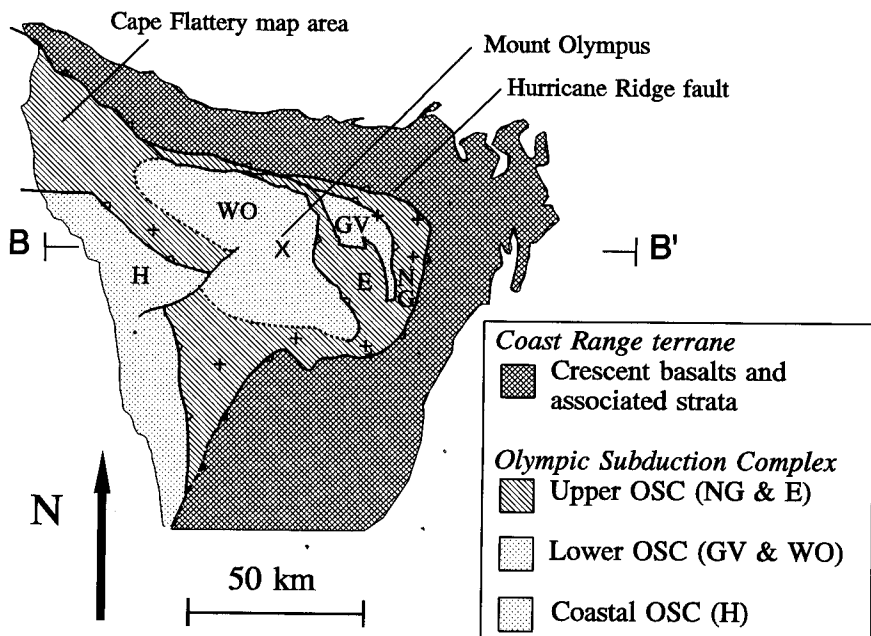 Cape Flattery map area
Mount Olympus
Hurricane Ridge fault
WO
GV
B
X
B'
H
E
N
G
N
50 km
Coast Range terrane
Crescent basalts and
associated strata
Olympic Subduction Complex
Upper OSC (NG & E)
Lower OSC (GV & WO)
Coastal OSC (H)